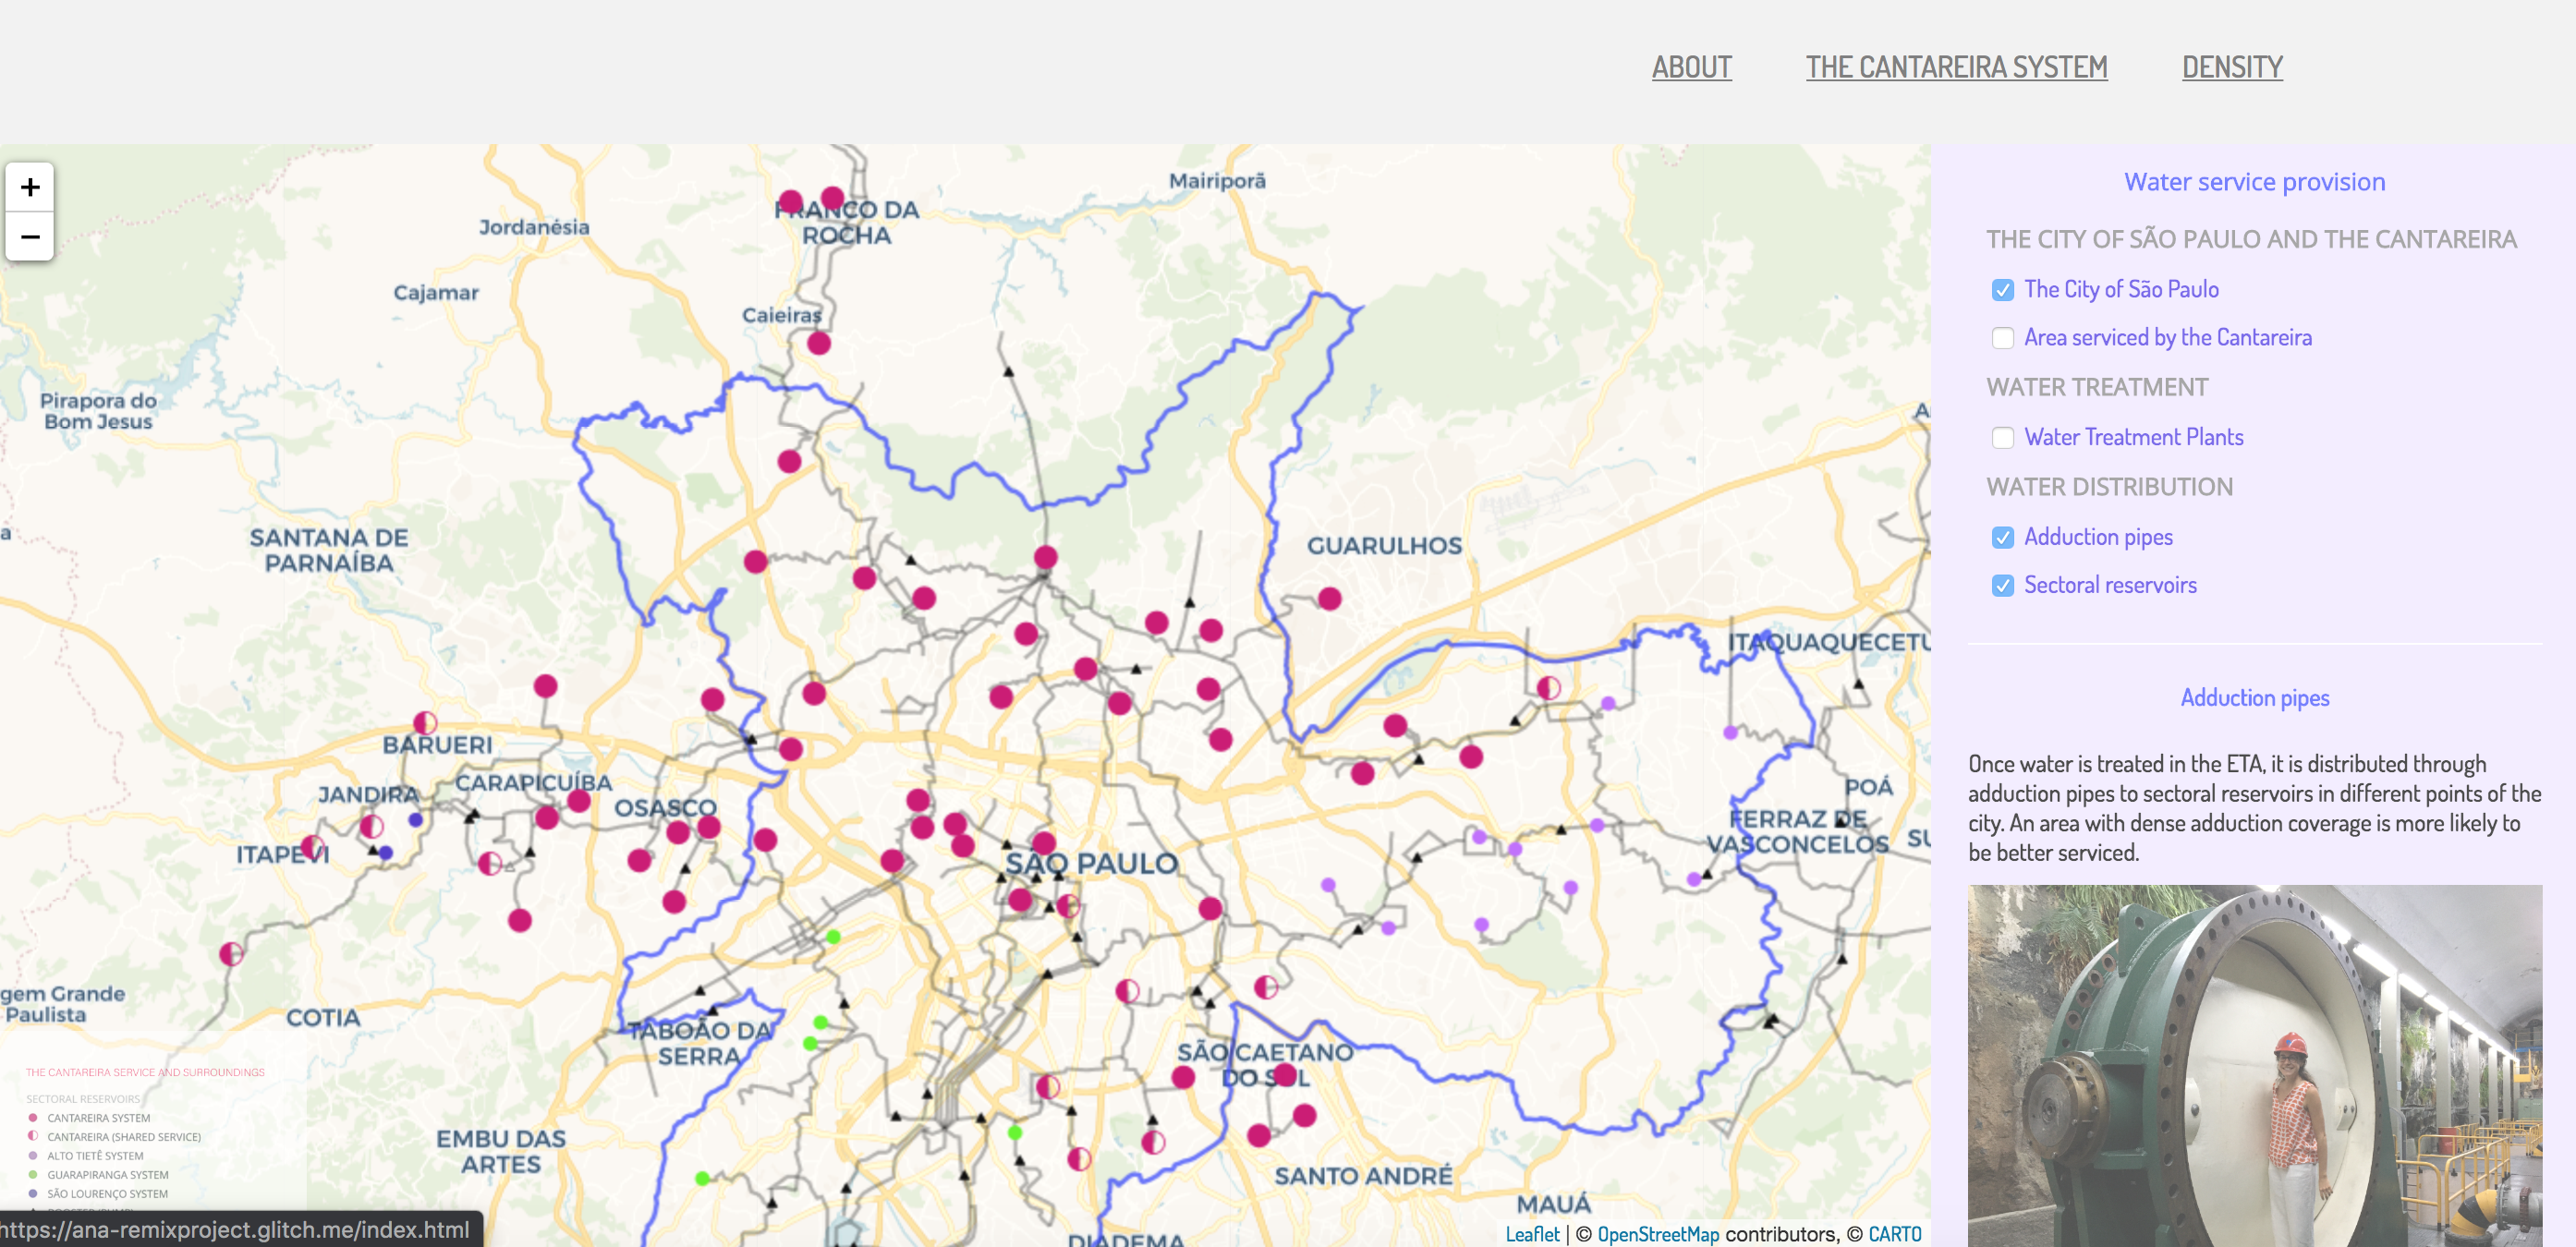 ABOUT
THE CANTAREIRA SYSTEM
DENSITY
+
−
Mairiporã
FRANCO DA
ROCHA
Jordanésia
Cajamar
Caieiras
Pirapora do
Bom Jesus
A
SANTANA DE
PARNAÍBA
a
GUARULHOS
ITAQUAQUECETU
BARUERI
CARAPICUÍBA
JANDIRA
OSASCO
ITAPEVI
SÃO PAULO
POÁ
FERRAZ DE
VASCONCELOS
SU
gem Grande
Paulista
COTIA
TABOÃO DA
SERRA
SÃO CAETANO
DO SUL
EMBU DAS
ARTES
SANTO ANDRÉ
MAUÁ
DIADEMA
THE CANTAREIRA SERVICE AND SURROUNDINGS
SECTORAL RESERVOIRS
CANTAREIRA SYSTEM
CANTAREIRA (SHARED SERVICE)
ALTO TIETÊ SYSTEM
GUARAPIRANGA SYSTEM
SÃO LOURENÇO SYSTEM
https://ana-remixproject.glitch.me/index.html
Leaflet | © OpenStreetMap contributors, © CARTO
Water service provision
THE CITY OF SÃO PAULO AND THE CANTAREIRA
The City of São Paulo
Area serviced by the Cantareira
WATER TREATMENT
Water Treatment Plants
WATER DISTRIBUTION
Adduction pipes
Sectoral reservoirs
Adduction pipes
Once water is treated in the ETA, it is distributed through
adduction pipes to sectoral reservoirs in different points of the
city. An area with dense adduction coverage is more likely to
be better serviced.